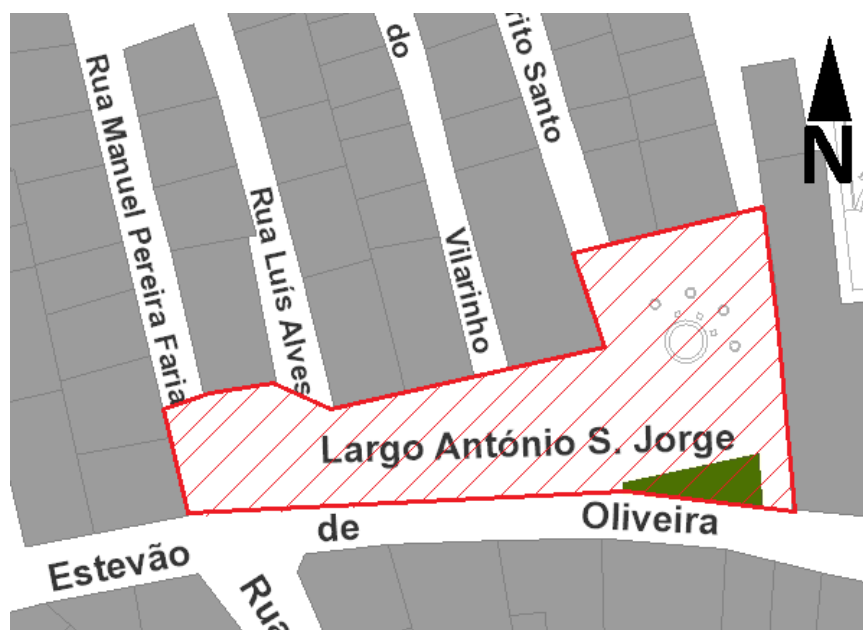 Rua Manuel Pereira Faria
Rua Luís Alves
do
Vilarinho
rito Santo
N
Largo António S. Jorge
Estevão
de
Oliveira
Rua